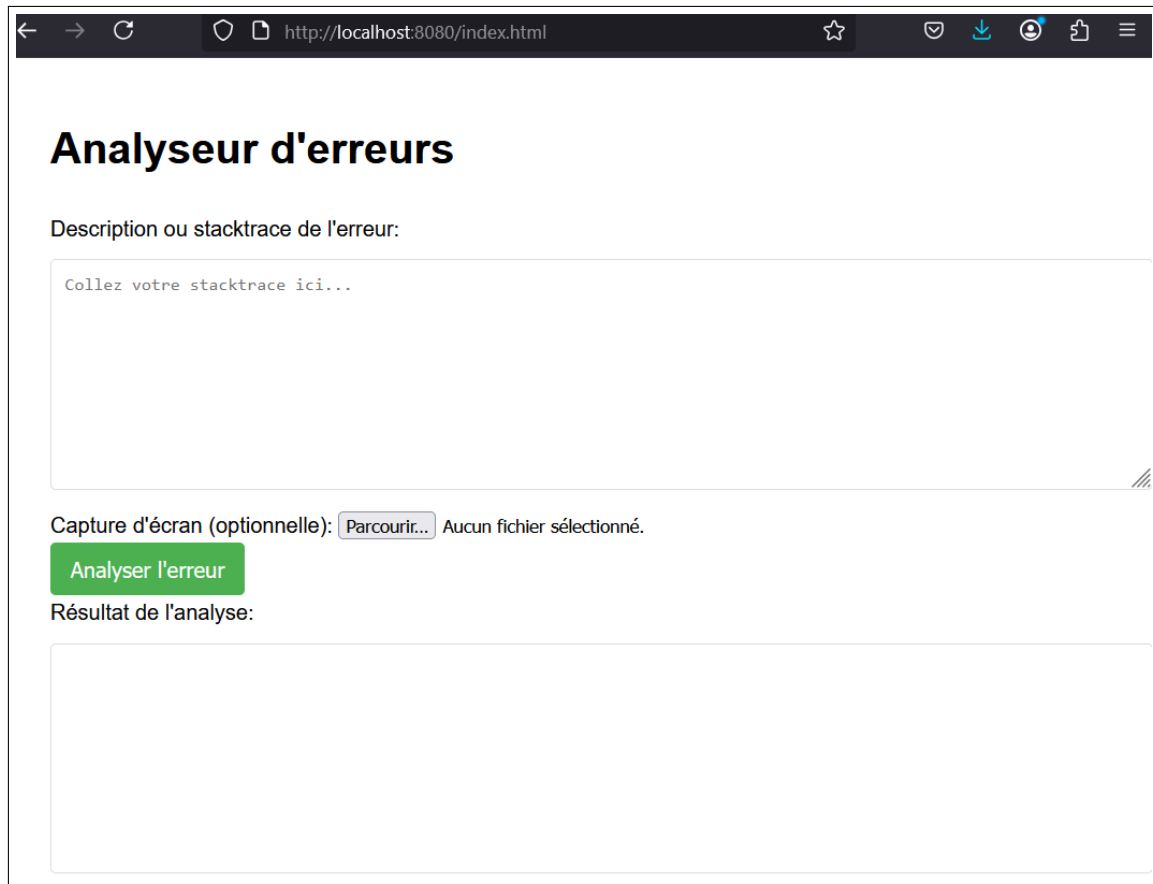 http://localhost:8080/index.html
Analyseur d'erreurs
Description ou stacktrace de l'erreur:
Collez votre stacktrace ici...
Capture d'écran (optionnelle): Parcourir... Aucun fichier sélectionné.
Analyser l'erreur
Résultat de l'analyse: